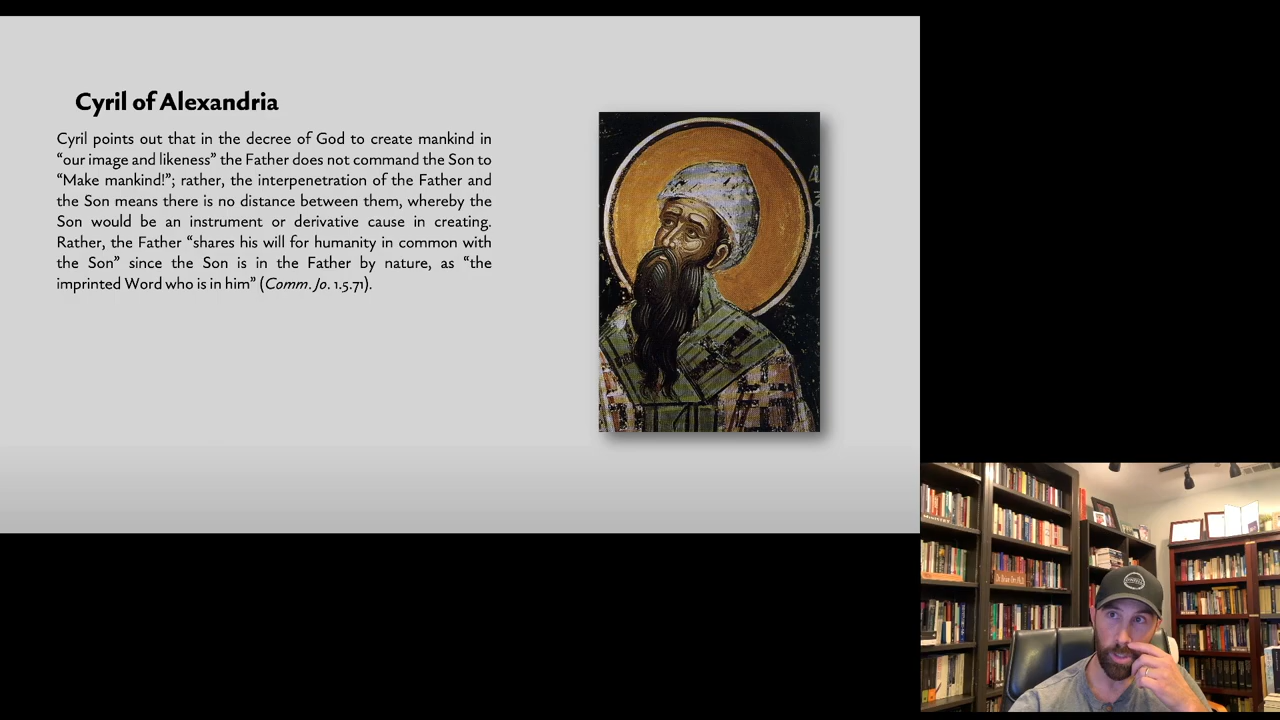 Cyril of Alexandria
Cyril points out that in the decree of God to create mankind in
“our image and likeness” the Father does not command the Son to
“Make mankind!”; rather, the interpenetration of the Father and
the Son means there is no distance between them, whereby the
Son would be an instrument or derivative cause in creating.
Rather, the Father “shares his will for humanity in common with
the Son” since the Son is in the Father by nature, as “the
imprinted Word who is in him” (Comm. Jo. 1.5.71).
MINISTRY